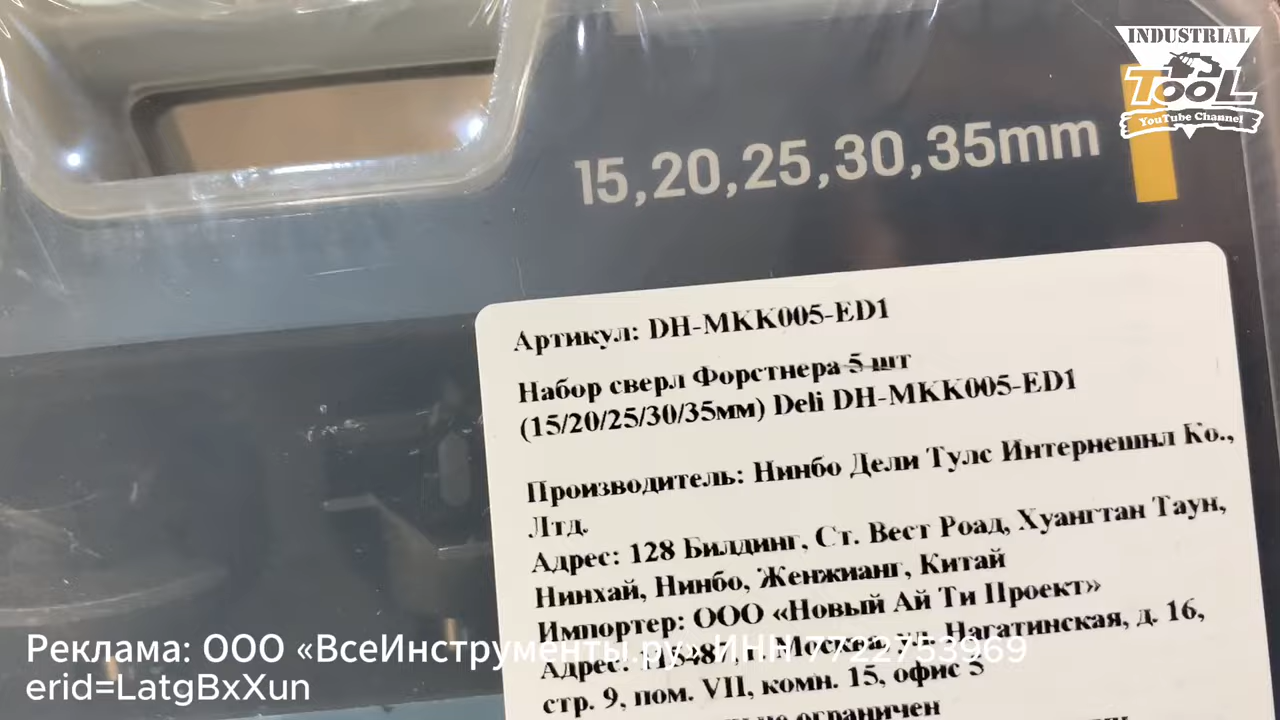 INDUSTRIAL
TOOL
YouTube Channel
15,20,25,30,35mm
Артикул: DH-MKK005-ED1
Набор сверл Форстнера 5 шт
(15/20/25/30/35мм) Deli DH-MKK005-ED1
Производитель: Нинбо Дели Тулс Интернешнл Ко.,
Лтд.
Адрес: 128 Билдинг, Ст. Вест Роад, Хуангтан Таун,
Нинхай, Нинбо, Женжианг, Китай
Импортер: ООО «Новый Ай Ти Проект»
Адрес: г. Москва, ул. Нагатинская, д. 16,
стр. 9, пом. VII, комн. 15, офис 5
ограничен
Реклама: ООО «ВсеИнструменты.ру» ИНН 7722753969
erid=LatgBxXun